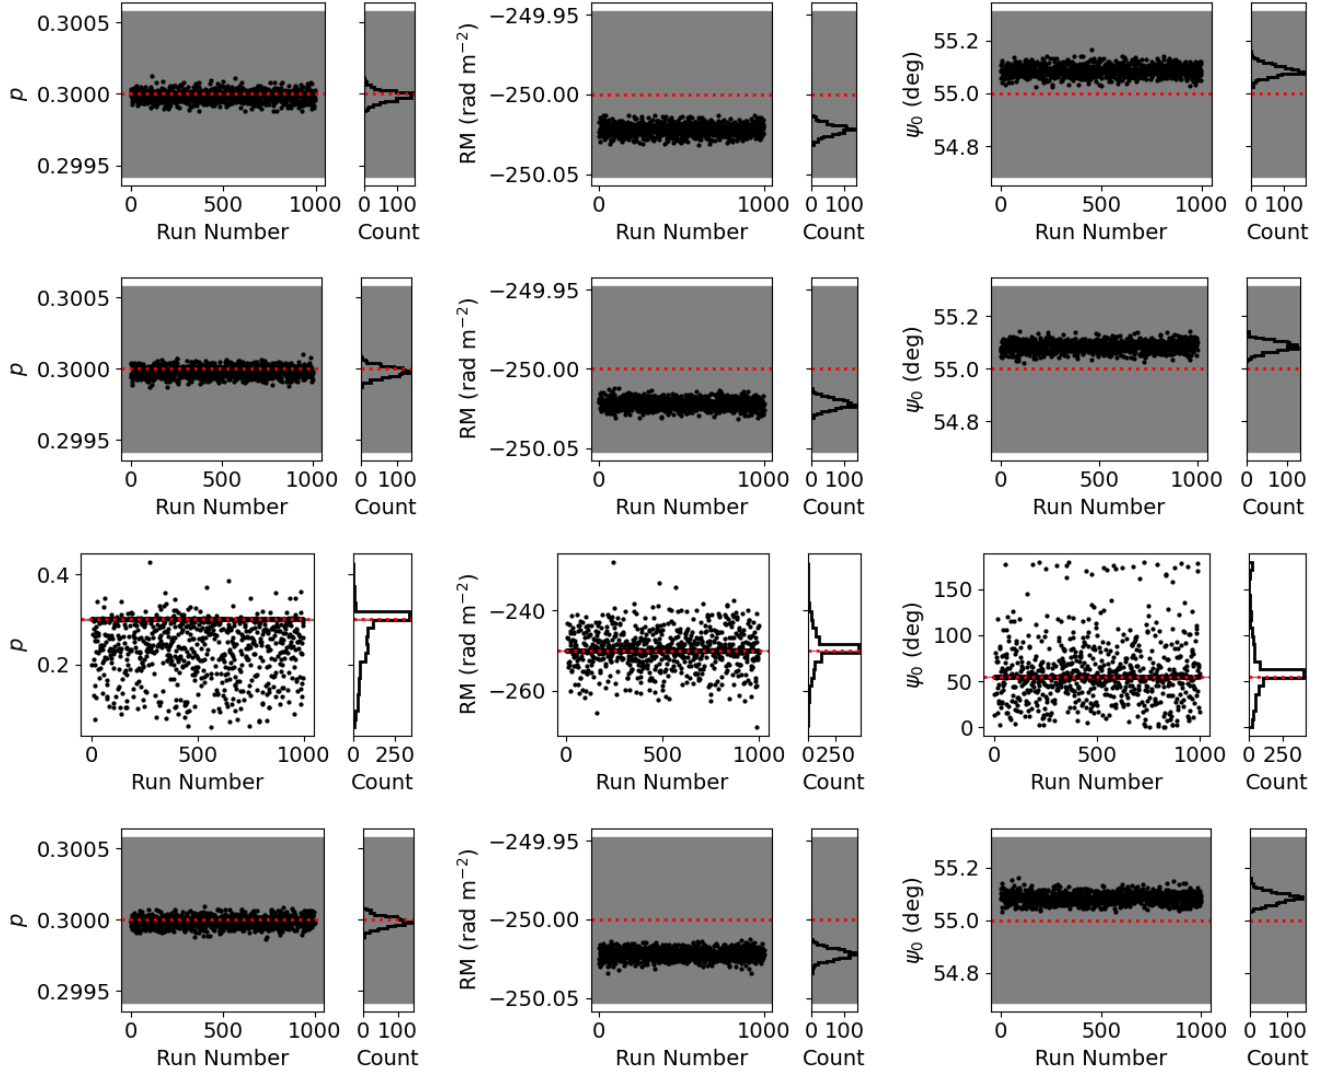 0.3005
0.3000
0.2995
p
0 500 1000
Run Number
0 100
Count
−249.95
−250.00
−250.05
RM (rad m−2)
0 1000
Run Number
0 100
Count
55.2
55.0
54.8
ψ0 (deg)
0 500 1000
Run Number
0 100
Count
0.3005
0.3000
0.2995
p
0 500 1000
Run Number
0 100
Count
−249.95
−250.00
−250.05
RM (rad m−2)
0 1000
Run Number
0 100
Count
55.2
55.0
54.8
ψ0 (deg)
0 500 1000
Run Number
0 100
Count
0.4
0.2
p
0 500 1000
Run Number
0 250
Count
−240
−260
RM (rad m−2)
0 500 1000
Run Number
0 250
Count
150
100
50
0
ψ0 (deg)
0 500 1000
Run Number
0 250
Count
0.3005
0.3000
0.2995
p
0 500 1000
Run Number
0 100
Count
−249.95
−250.00
−250.05
RM (rad m−2)
0 1000
Run Number
0 100
Count
55.2
55.0
54.8
ψ0 (deg)
0 500 1000
Run Number
0 100
Count